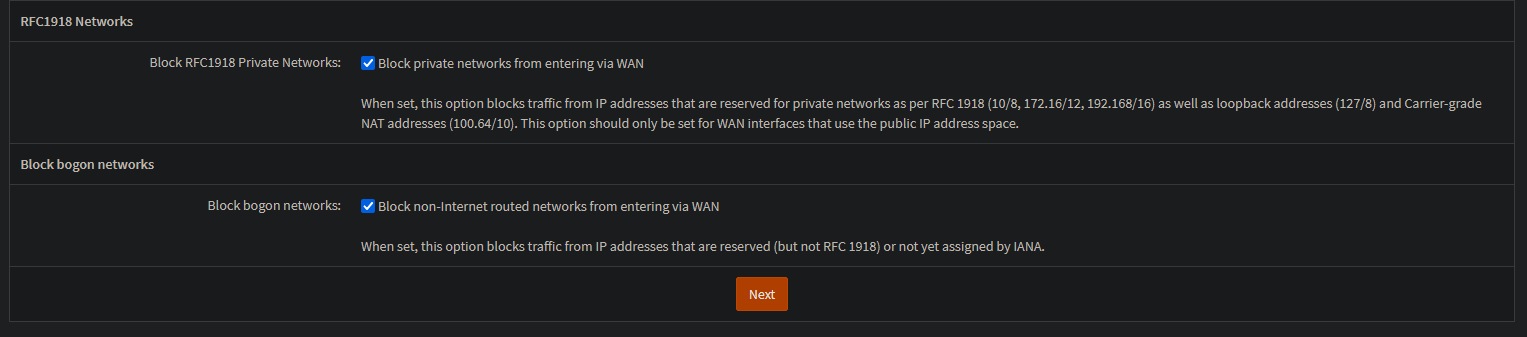 RFC1918 Networks
Block RFC1918 Private Networks:
Block private networks from entering via WAN
When set, this option blocks traffic from IP addresses that are reserved for private networks as per RFC 1918 (10/8, 172.16/12, 192.168/16) as well as loopback addresses (127/8) and Carrier-grade
NAT addresses (100.64/10). This option should only be set for WAN interfaces that use the public IP address space.
Block bogon networks
Block bogon networks:
Block non-Internet routed networks from entering via WAN
When set, this option blocks traffic from IP addresses that are reserved (but not RFC 1918) or not yet assigned by IANA.
Next